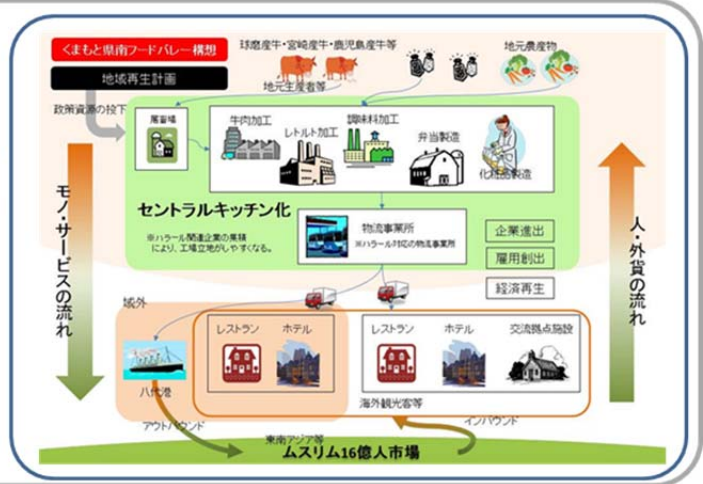 くまもと県南フードバレー構想
地域再生計画
球磨産牛・宮崎産牛・鹿児島産牛等
地元農産物
地元生産者等
政策資源の投下
屠畜場
牛肉加工
レトルト加工
調味料加工
弁当製造
化粧品製造
セントラルキッチン化
※ハラール関連企業の集積
により、工場立地がしやすくなる。
物流事業所
※ハラール対応の物流事業所
企業進出
雇用創出
経済再生
モノ・サービスの流れ
人・外貨の流れ
域外
レストラン
ホテル
レストラン
ホテル
交流拠点施設
八代港
海外観光客等
アウトバウンド
インバウンド
東南アジア等
ムスリム16億人市場